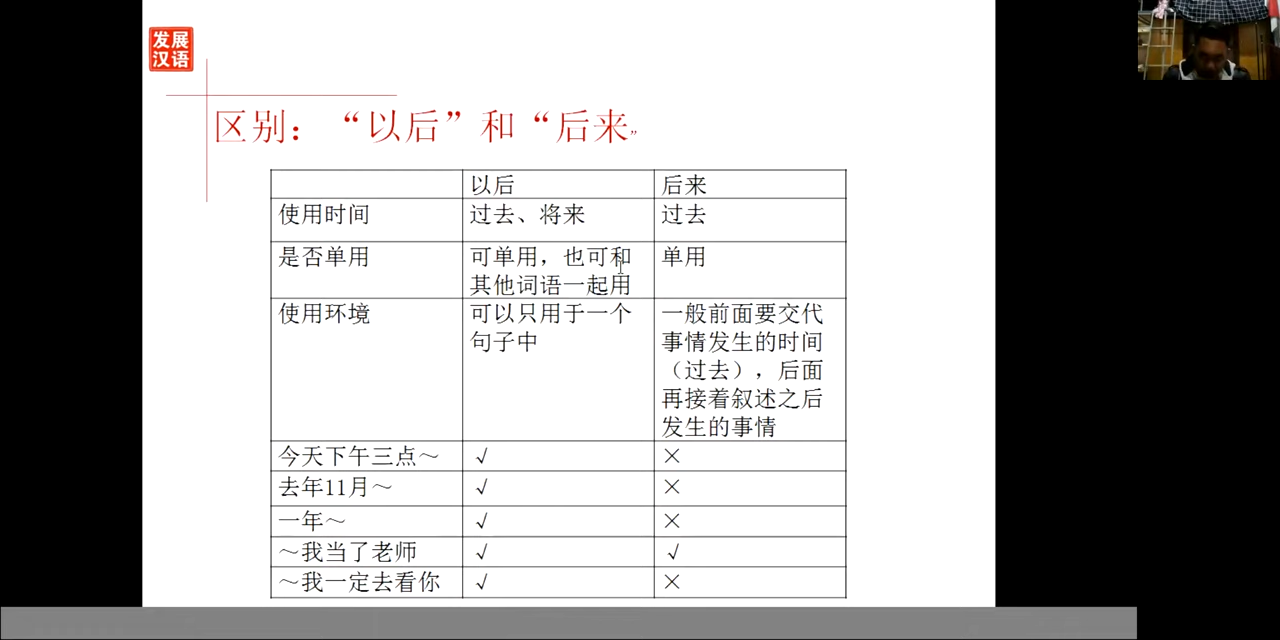 发展
汉语
区别：“以后”和“后来”
以后 后来
使用时间 过去、将来 过去
是否单用 可单用，也可和 单用
其他词语一起用
使用环境 可以只用于一个 一般前面要交代
句子中 事情发生的时间
（过去），后面
再接着叙述之后
发生的事情
今天下午三点～ √ ×
去年11月～ √ ×
一年～ √ ×
～我当了老师 √ √
～我一定去看你 √ ×